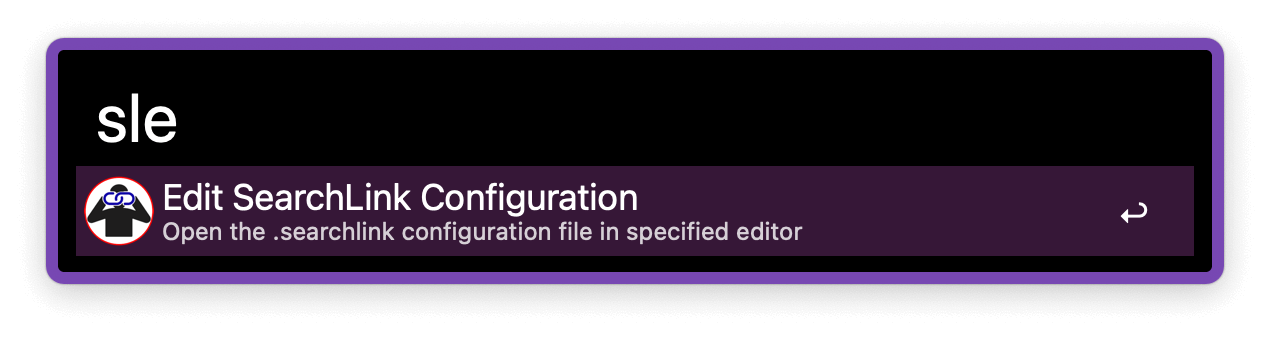 sle
Edit SearchLink Configuration
Open the .searchlink configuration file in specified editor